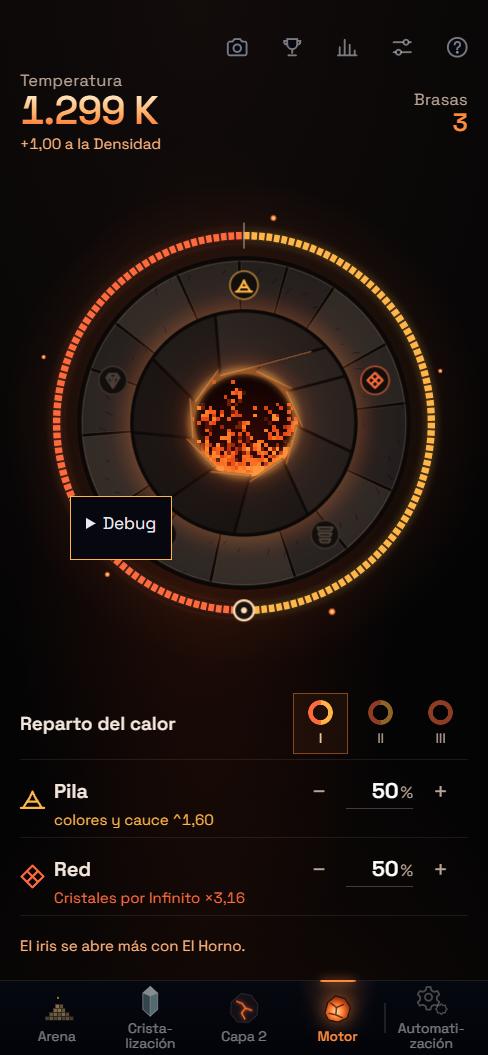 Temperatura
1.299 K
+1,00 a la Densidad
Brasas
3
▶ Debug
Reparto del calor
I
II
III
Pila
− 50% +
colores y cauce ^1,60
Red
− 50% +
Cristales por Infinito ×3,16
El iris se abre más con El Horno.
Arena
Crista-
lización
Capa 2
Motor
Automati-
zación